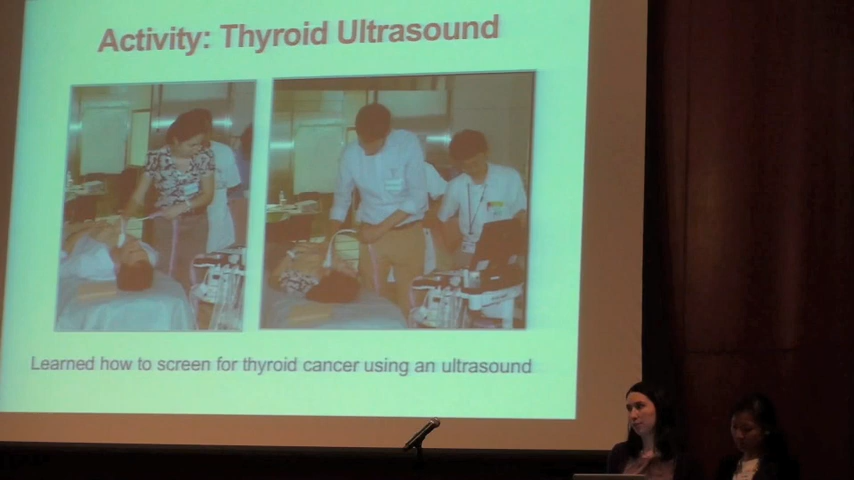 Activity: Thyroid Ultrasound
Learned how to screen for thyroid cancer using an ultrasound